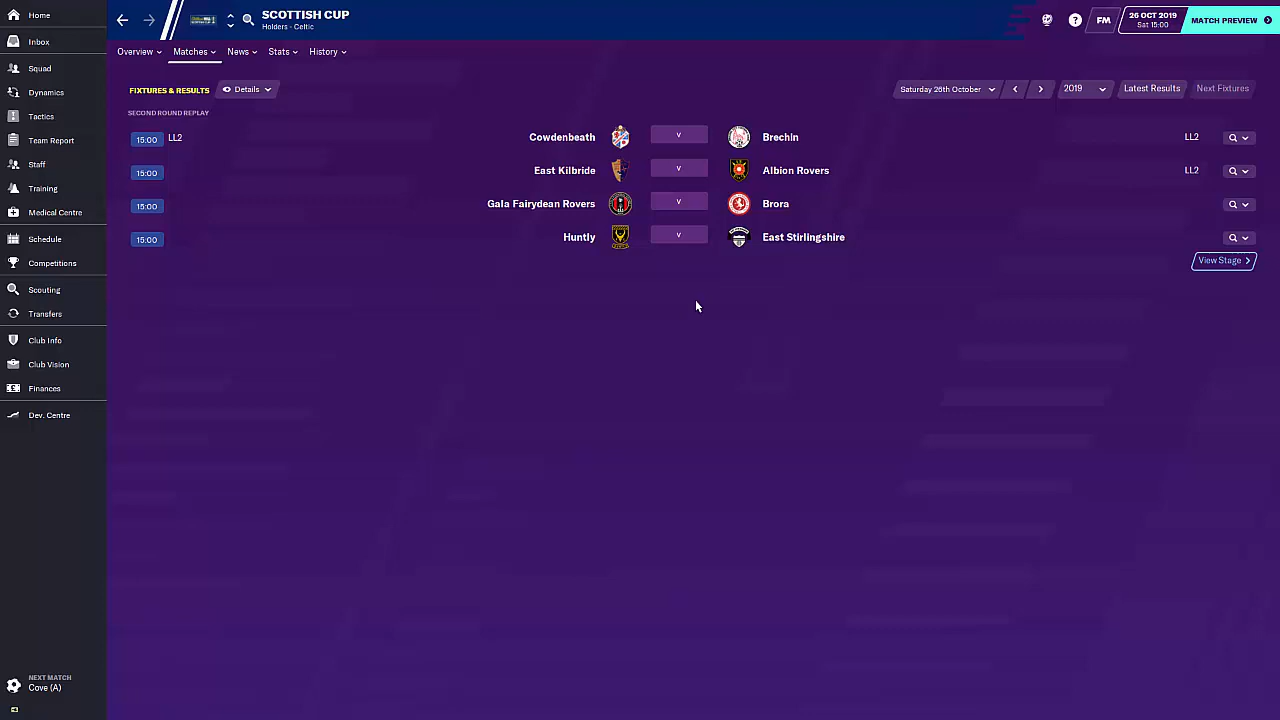 SCOTTISH CUP
Holders - Celtic
FM
26 OCT 2019
Sat 15:00
MATCH PREVIEW
Home
Inbox
Squad
Dynamics
Tactics
Team Report
Staff
Training
Medical Centre
Schedule
Competitions
Scouting
Transfers
Club Info
Club Vision
Finances
Dev. Centre
NEXT MATCH
Cove (A)
Overview Matches News Stats History
FIXTURES & RESULTS Details Saturday 26th October 2019 Latest Results Next Fixtures
SECOND ROUND REPLAY
15:00 LL2 Cowdenbeath v Brechin LL2
15:00 East Kilbride v Albion Rovers LL2
15:00 Gala Fairydean Rovers v Brora
15:00 Huntly v East Stirlingshire
View Stage